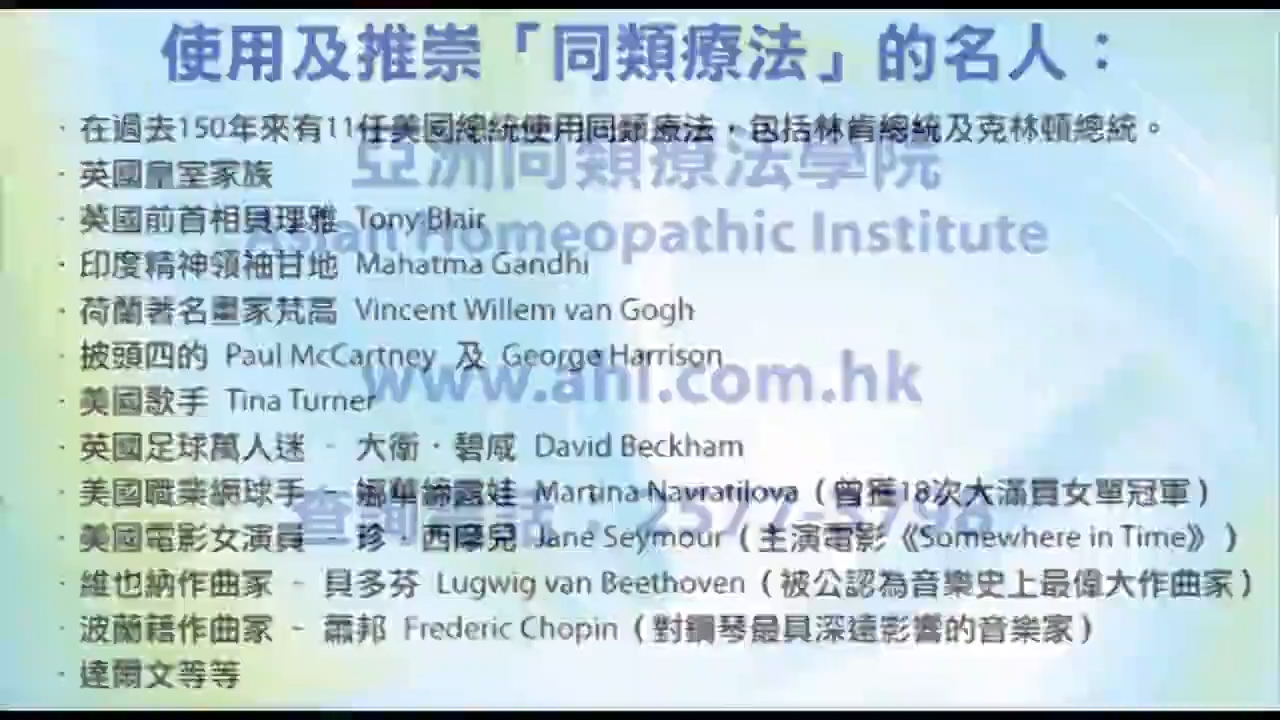 使用及推崇「同類療法」的名人：
· 在過去150年來有11任美國總統使用同類療法，包括林肯總統及克林頓總統。
亞洲同類療法學院
· 英國皇室家族
· 英國前首相貝理雅 Tony Blair
Asian Homeopathic Institute
· 印度精神領袖甘地 Mahatma Gandhi
· 荷蘭著名畫家梵高 Vincent Willem van Gogh
· 披頭四的 Paul McCartney 及 George Harrison
www.ahi.com.hk
· 美國歌手 Tina Turner
· 英國足球萬人迷 - 大衛·碧咸 David Beckham
· 美國職業網球手 - 娜華締露娃 Martina Navratilova（曾獲18次大滿貫女單冠軍）
查詢電話：2577-3798
· 美國電影女演員 - 珍·西摩兒 Jane Seymour（主演電影《Somewhere in Time》）
· 維也納作曲家 - 貝多芬 Lugwig van Beethoven（被公認為音樂史上最偉大作曲家）
· 波蘭籍作曲家 - 蕭邦 Frederic Chopin（對鋼琴最具深遠影響的音樂家）
· 達爾文等等